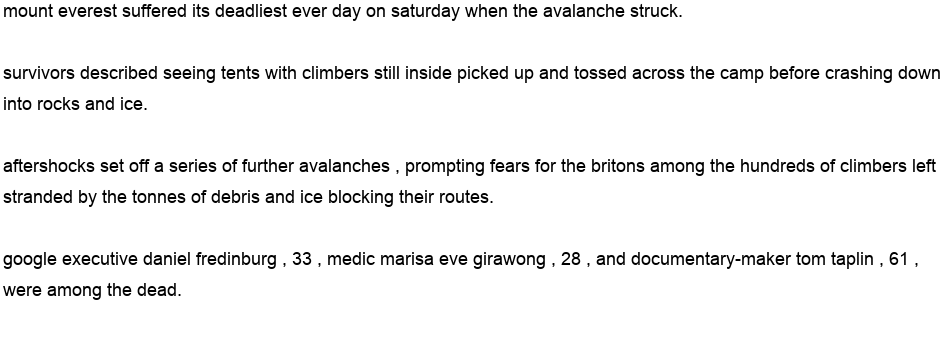 mount everest suffered its deadliest ever day on saturday when the avalanche struck.
survivors described seeing tents with climbers still inside picked up and tossed across the camp before crashing down
into rocks and ice.
aftershocks set off a series of further avalanches , prompting fears for the britons among the hundreds of climbers left
stranded by the tonnes of debris and ice blocking their routes.
google executive daniel fredinburg , 33 , medic marisa eve girawong , 28 , and documentary-maker tom taplin , 61 ,
were among the dead.